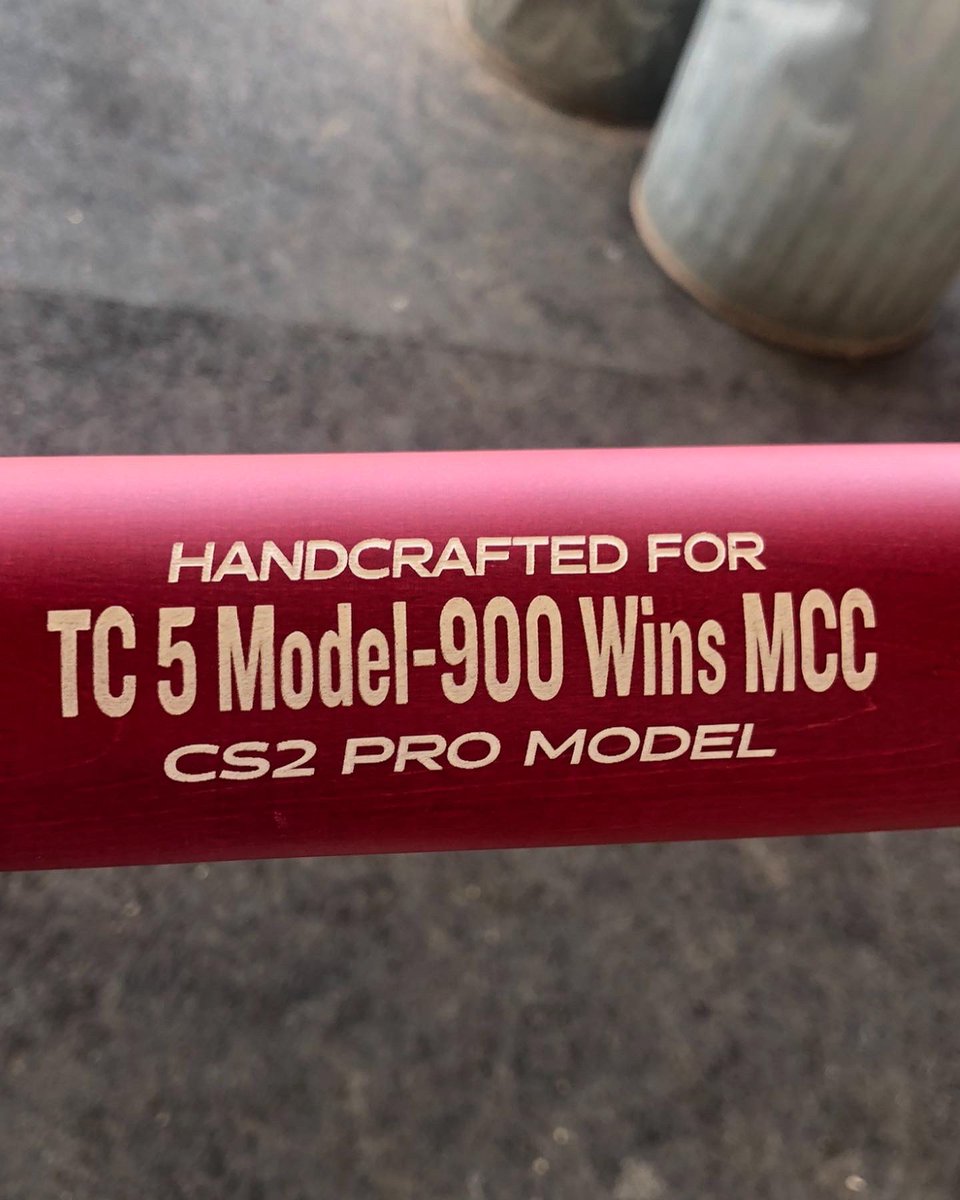 HANDCRAFTED FOR
TC 5 Model-900 Wins MCC
CS2 PRO MODEL